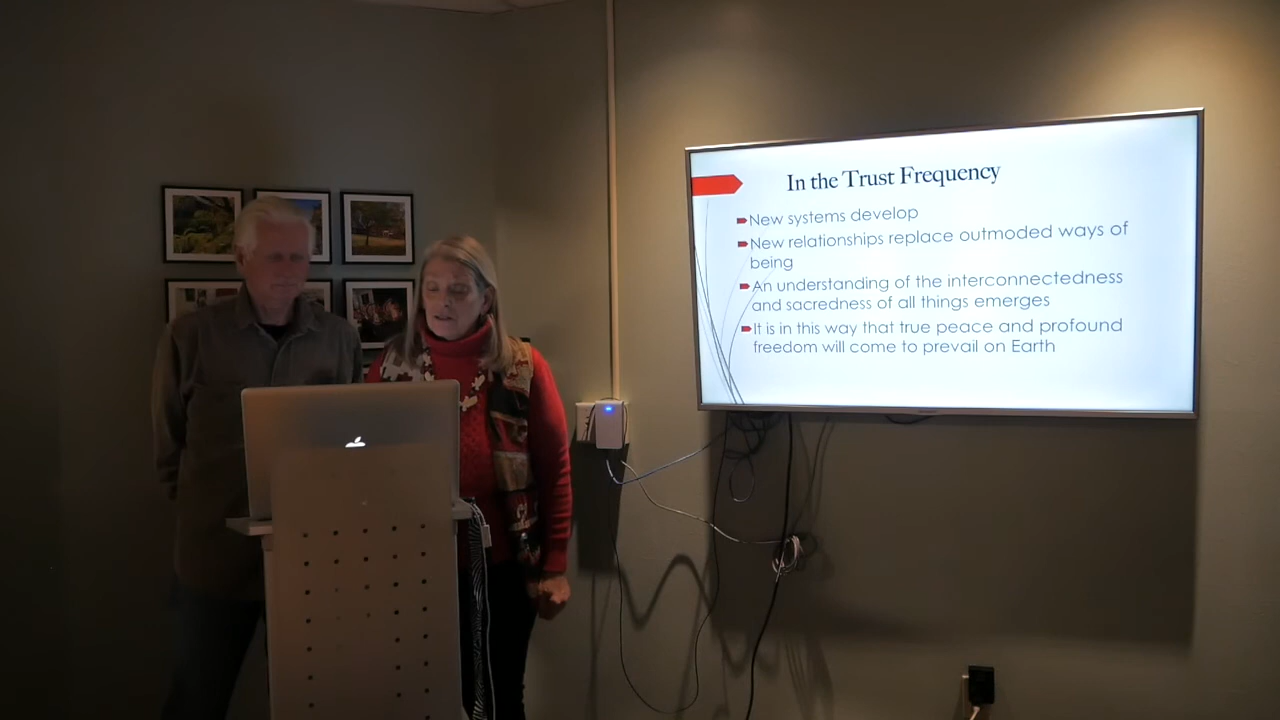 In the Trust Frequency
New systems develop
New relationships replace outmoded ways of
being
An understanding of the interconnectedness
and sacredness of all things emerges
It is in this way that true peace and profound
freedom will come to prevail on Earth